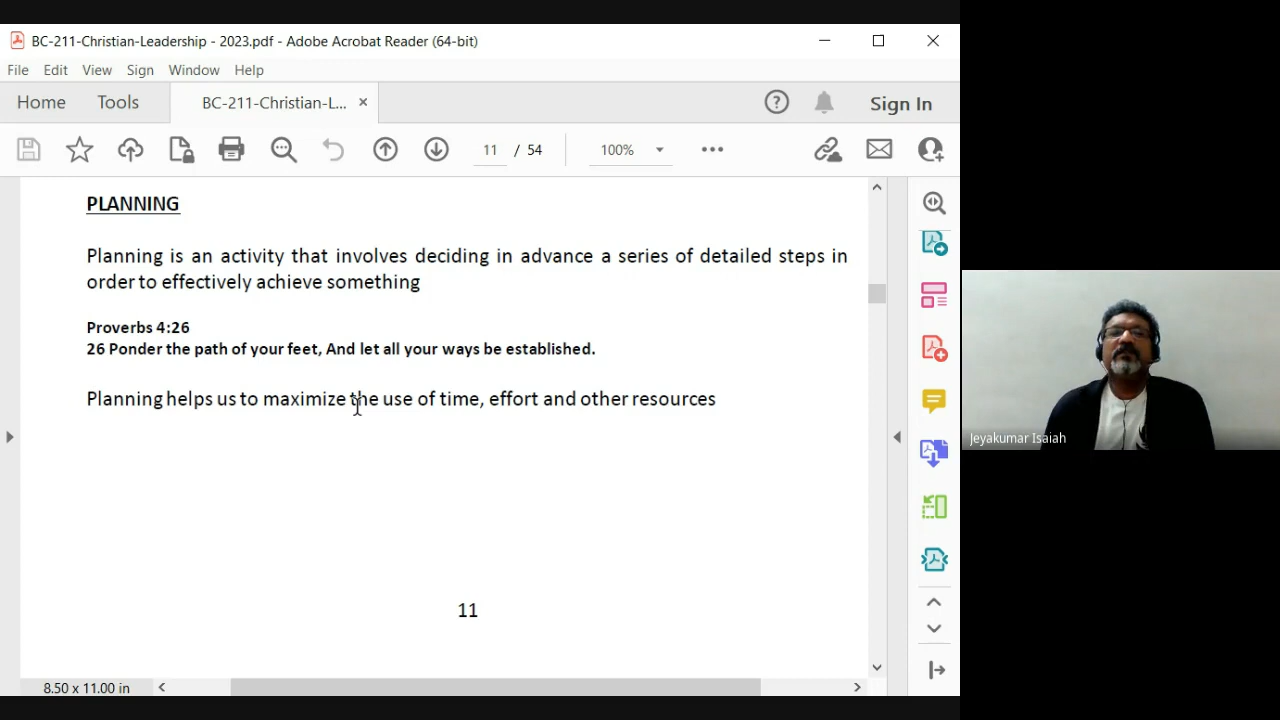 BC-211-Christian-Leadership - 2023.pdf - Adobe Acrobat Reader (64-bit)
File Edit View Sign Window Help
Home Tools BC-211-Christian-L... × Sign In
11 / 54 100%
PLANNING
Planning is an activity that involves deciding in advance a series of detailed steps in
order to effectively achieve something
Proverbs 4:26
26 Ponder the path of your feet, And let all your ways be established.
Planning helps us to maximize the use of time, effort and other resources
Jeyakumar Isaiah
11
8.50 x 11.00 in